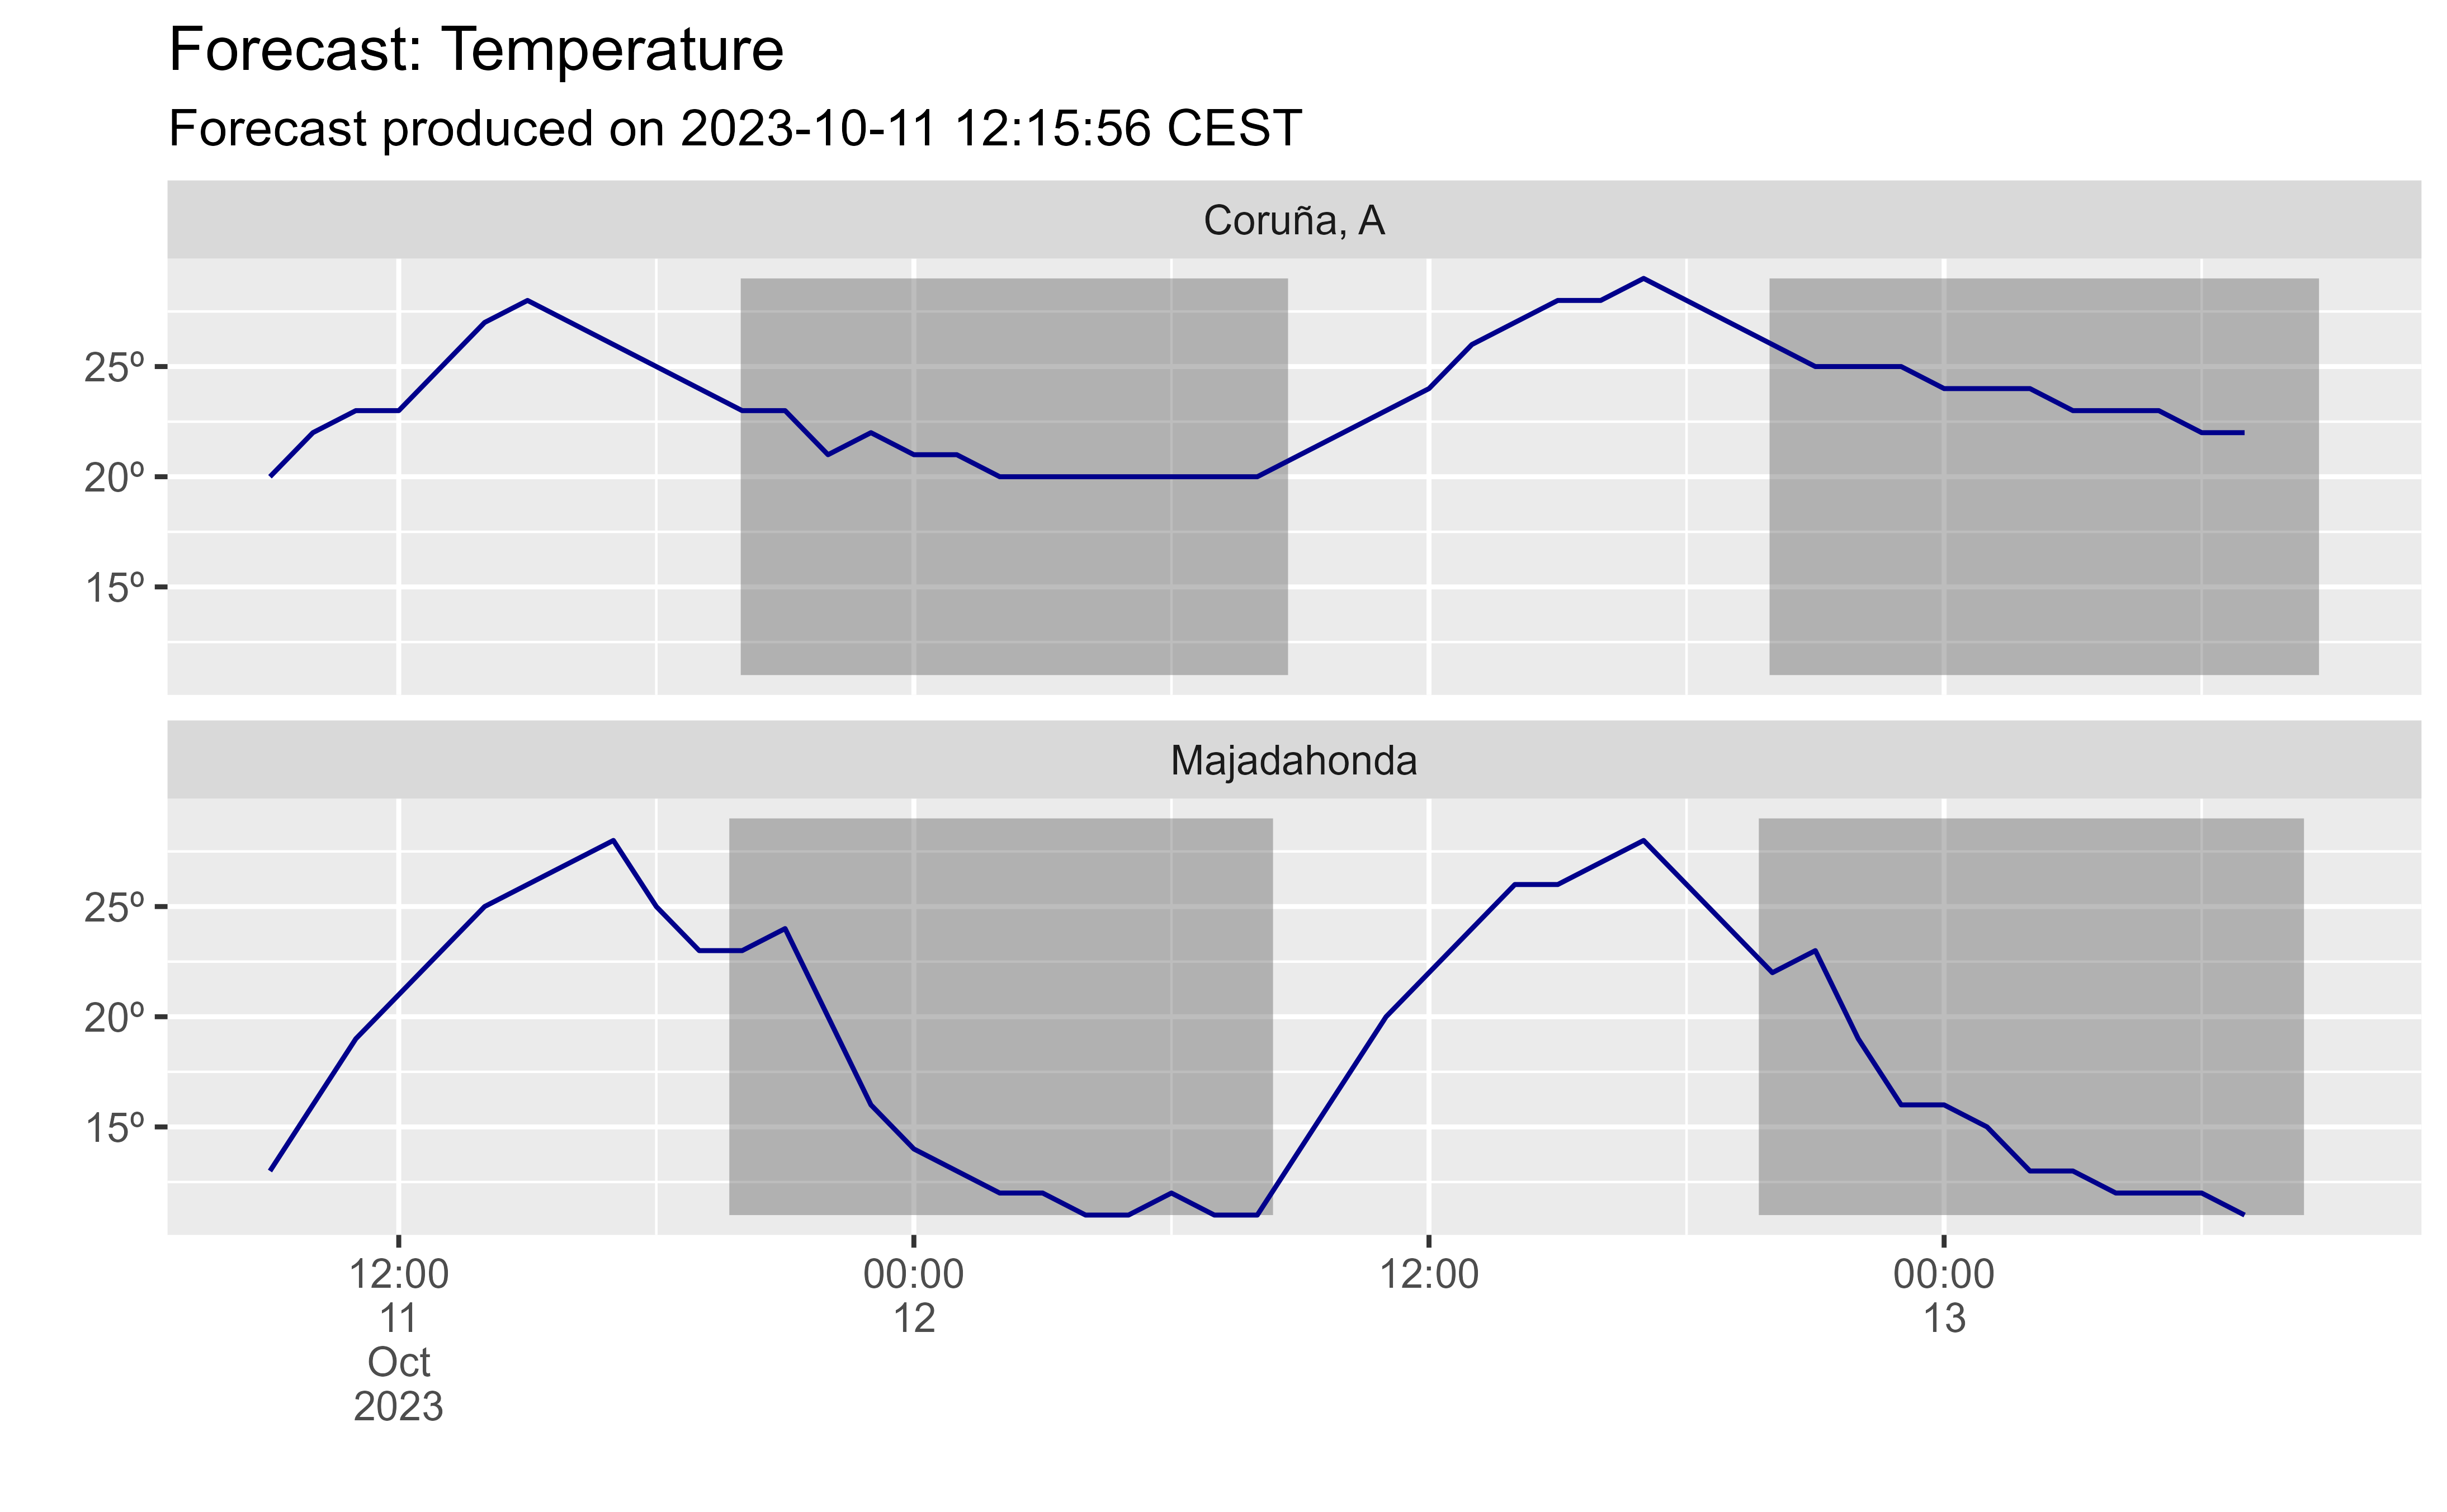 Forecast: Temperature
Forecast produced on 2023-10-11 12:15:56 CEST
Coruña, A
25º
20º
15º
Majadahonda
25º
20º
15º
12:00 00:00 12:00 00:00
11 12 13
Oct
2023